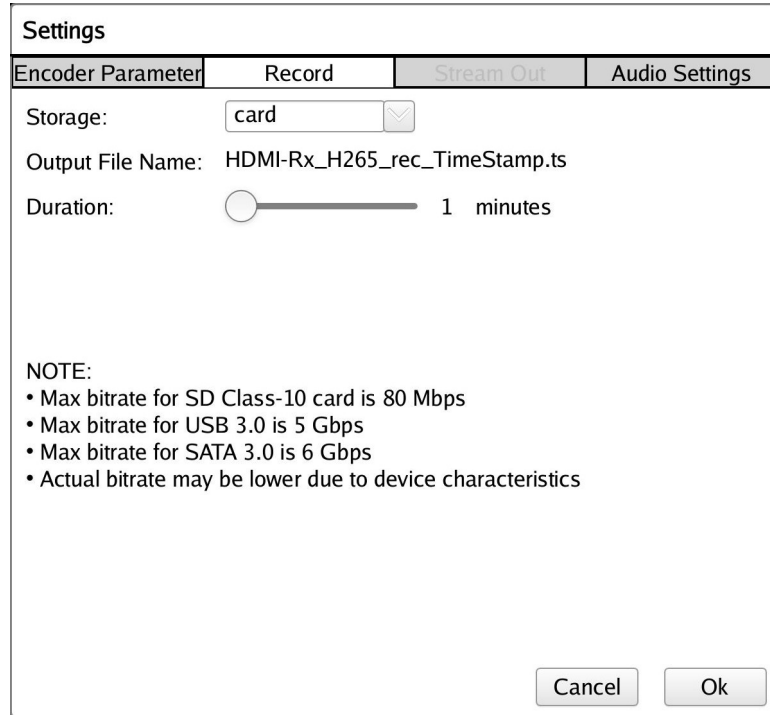 Settings
Encoder Parameter Record Stream Out Audio Settings
Storage: card
Output File Name: HDMI-Rx_H265_rec_TimeStamp.ts
Duration: 1 minutes
NOTE:
• Max bitrate for SD Class-10 card is 80 Mbps
• Max bitrate for USB 3.0 is 5 Gbps
• Max bitrate for SATA 3.0 is 6 Gbps
• Actual bitrate may be lower due to device characteristics
Cancel Ok